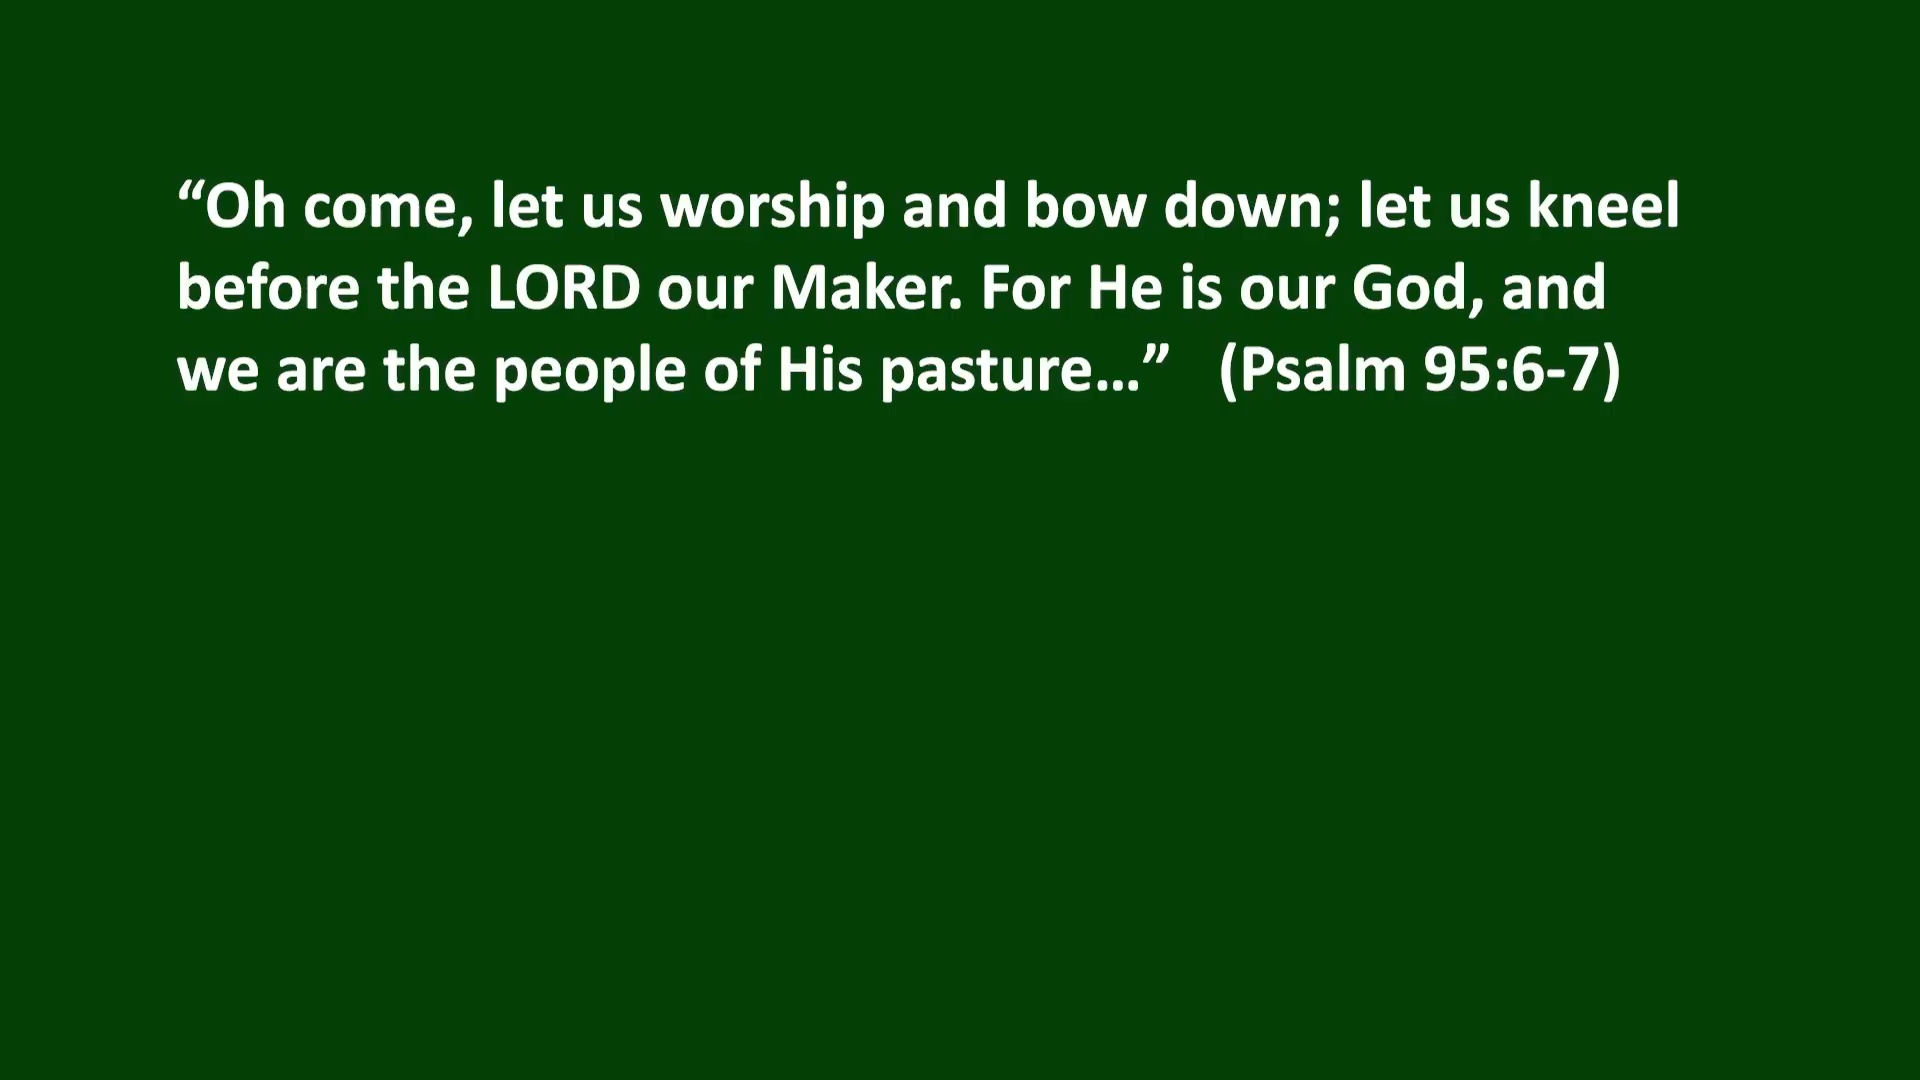 “Oh come, let us worship and bow down; let us kneel
before the LORD our Maker. For He is our God, and
we are the people of His pasture…”   (Psalm 95:6-7)